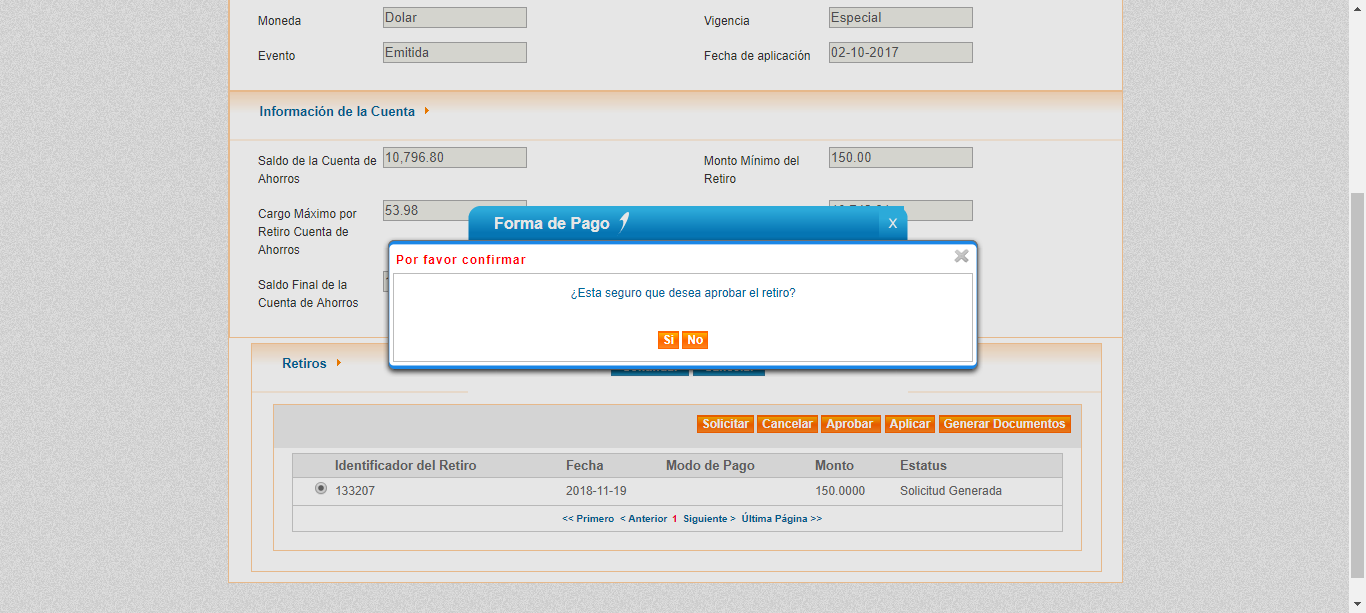 Moneda Dolar Vigencia Especial
Evento Emitida Fecha de aplicación 02-10-2017
Información de la Cuenta
Saldo de la Cuenta de Ahorros 10,796.80 Monto Mínimo del Retiro 150.00
Cargo Máximo por Retiro Cuenta de Ahorros 53.98
Saldo Final de la Cuenta de Ahorros
Forma de Pago X
Por favor confirmar
¿Esta seguro que desea aprobar el retiro?
Si No
Retiros
Solicitar Cancelar Aprobar Aplicar Generar Documentos
Identificador del Retiro Fecha Modo de Pago Monto Estatus
133207 2018-11-19 150.0000 Solicitud Generada
<< Primero < Anterior 1 Siguiente > Última Página >>